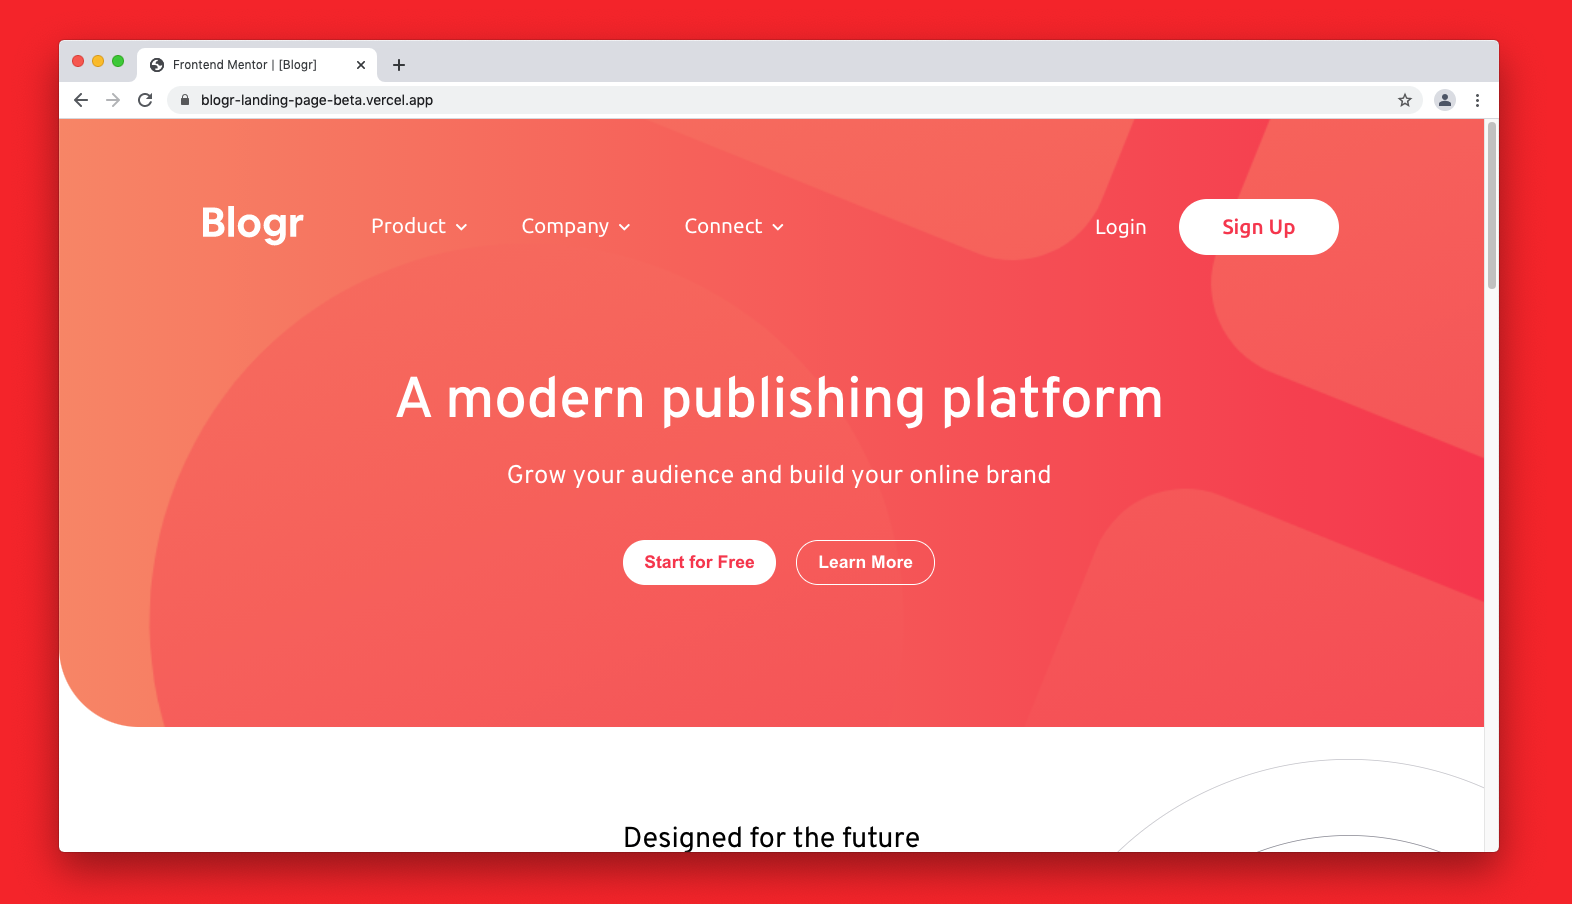 Frontend Mentor | [Blogr]
blogr-landing-page-beta.vercel.app
Blogr Product Company Connect Login Sign Up
A modern publishing platform
Grow your audience and build your online brand
Start for Free Learn More
Designed for the future